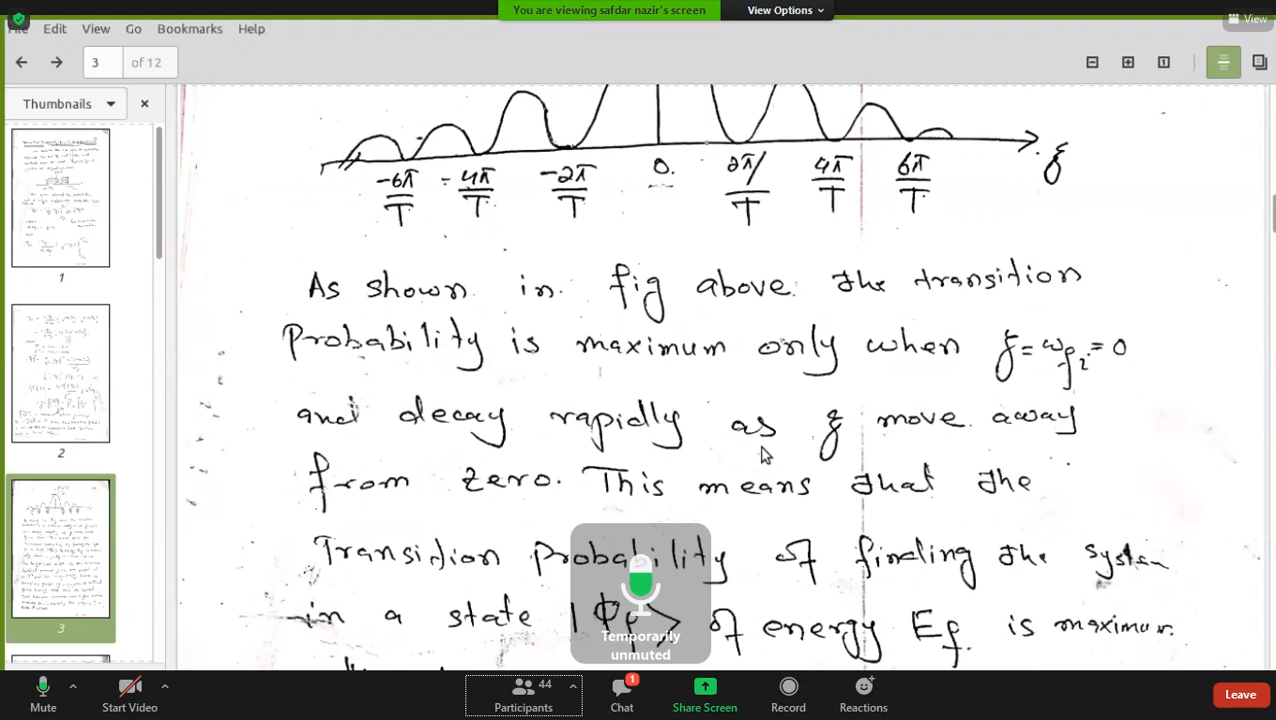 You are viewing safdar nazir's screen
View Options
View
File Edit View Go Bookmarks Help
3 of 12
Thumbnails
1
2
3
-6π/T -4π/T -2π/T 0. 2π/T 4π/T 6π/T ξ
As shown in fig above the transition
Probability is maximum only when ξ = ωfi = 0
and decay rapidly as ξ move away
from zero. This means that the
Transition Probability of finding the system
in a state |Φf> of energy Ef is maximum
Temporarily
unmuted
Mute
Start Video
44
Participants
1
Chat
Share Screen
Record
Reactions
Leave